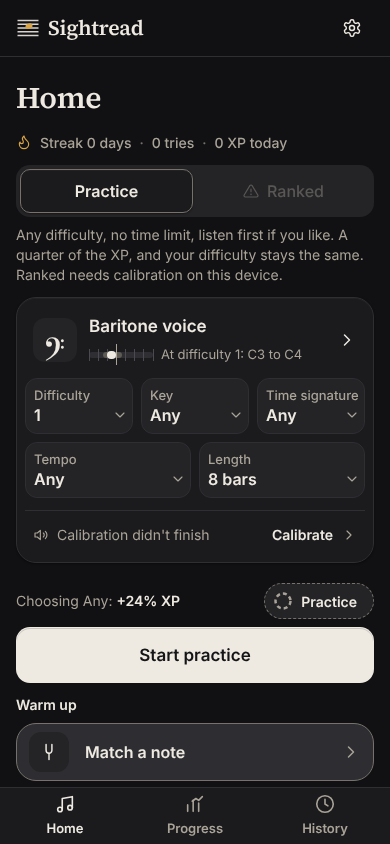 Sightread
Home
Streak 0 days · 0 tries · 0 XP today
Practice
Ranked
Any difficulty, no time limit, listen first if you like. A
quarter of the XP, and your difficulty stays the same.
Ranked needs calibration on this device.
Baritone voice
At difficulty 1: C3 to C4
Difficulty
1
Key
Any
Time signature
Any
Tempo
Any
Length
8 bars
Calibration didn't finish
Calibrate
Choosing Any: +24% XP
Practice
Start practice
Warm up
Match a note
Home
Progress
History